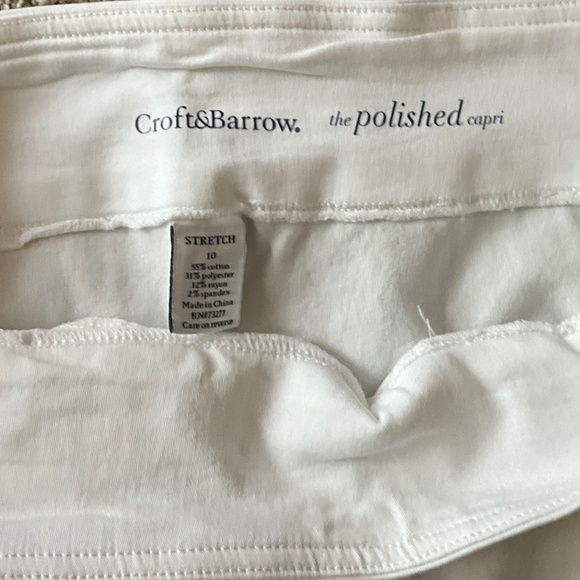 Croft&Barrow. the polished capri
STRETCH
10
55% cotton
31% polyester
12% rayon
2% spandex
Made in China
RN#73277
Care on reverse